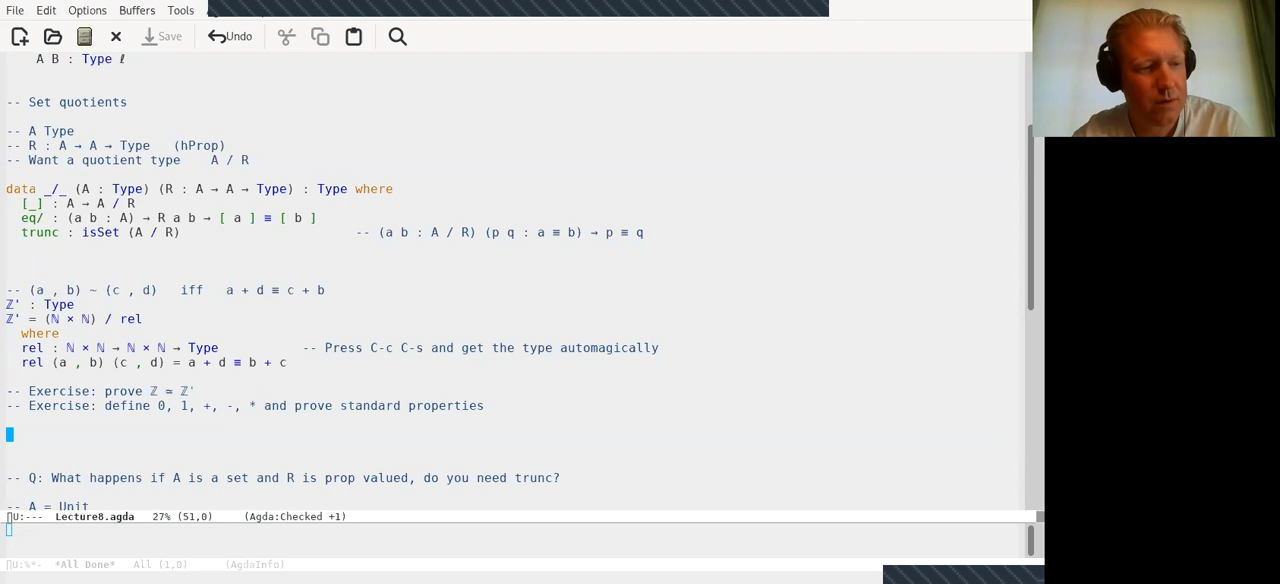 File Edit Options Buffers Tools
Save Undo
A B : Type ℓ
-- Set quotients
-- A Type
-- R : A → A → Type (hProp)
-- Want a quotient type A / R
data _/_ (A : Type) (R : A → A → Type) : Type where
[_] : A → A / R
eq/ : (a b : A) → R a b → [ a ] ≡ [ b ]
trunc : isSet (A / R) -- (a b : A / R) (p q : a ≡ b) → p ≡ q
-- (a , b) ~ (c , d) iff a + d ≡ c + b
ℤ' : Type
ℤ' = (ℕ × ℕ) / rel
where
rel : ℕ × ℕ → ℕ × ℕ → Type -- Press C-c C-s and get the type automagically
rel (a , b) (c , d) = a + d ≡ b + c
-- Exercise: prove ℤ ≃ ℤ'
-- Exercise: define 0, 1, +, -, * and prove standard properties
-- Q: What happens if A is a set and R is prop valued, do you need trunc?
-- A = Unit
U:--- Lecture8.agda 27% (51,0) (Agda:Checked +1)
U:%*- *All Done* All (1,0) (AgdaInfo)